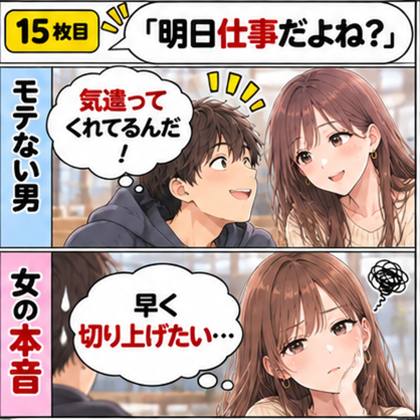 15枚目
「明日仕事だよね?」
モテない男
気遣って
くれてるんだ
!
女の本音
早く
切り上げたい…